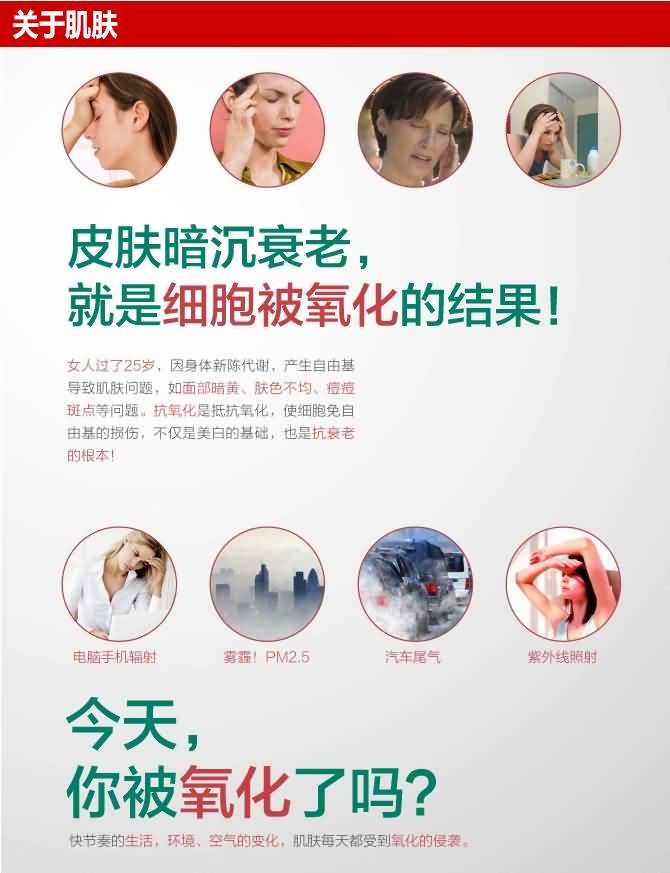 关于肌肤
皮肤暗沉衰老，
就是细胞被氧化的结果！
女人过了25岁，因身体新陈代谢，产生自由基
导致肌肤问题，如面部暗黄、肤色不均、痘痘
斑点等问题。抗氧化是抵抗氧化，使细胞免自
由基的损伤，不仅是美白的基础，也是抗衰老
的根本！
电脑手机辐射
雾霾！PM2.5
汽车尾气
紫外线照射
今天，
你被氧化了吗？
快节奏的生活，环境、空气的变化，肌肤每天都受到氧化的侵袭。